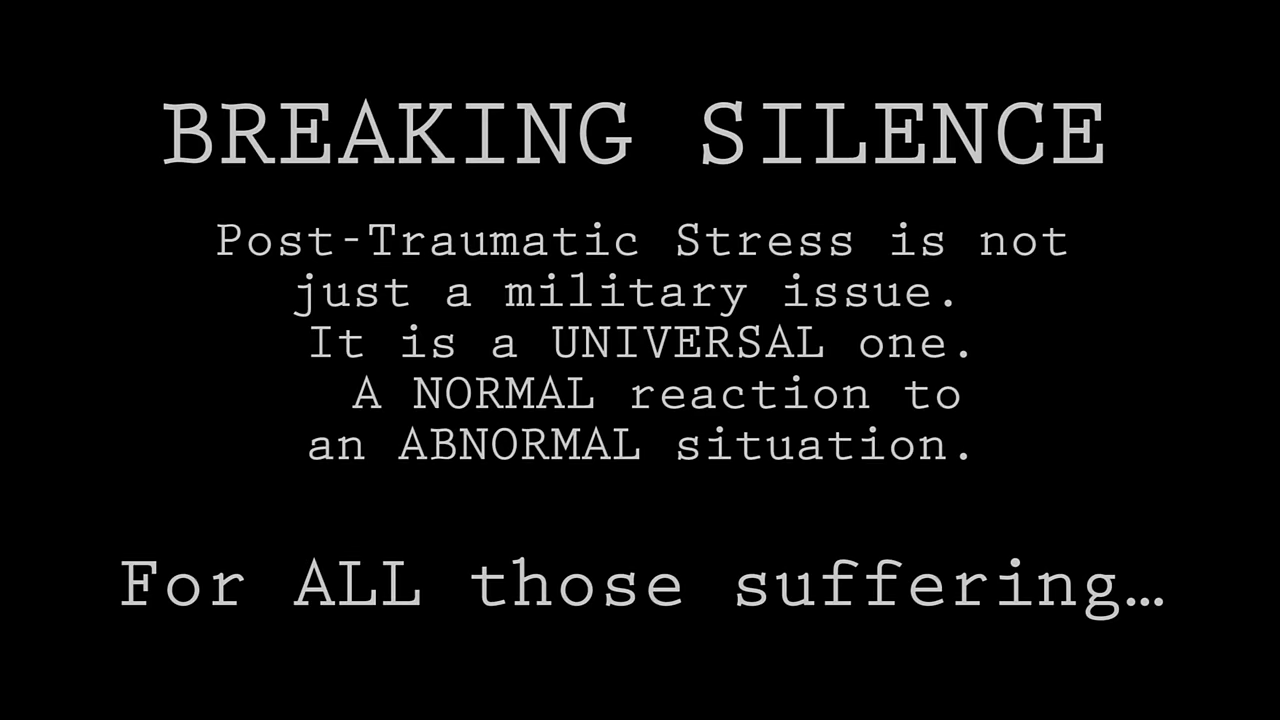 BREAKING SILENCE
Post-Traumatic Stress is not
just a military issue.
It is a UNIVERSAL one.
A NORMAL reaction to
an ABNORMAL situation.
For ALL those suffering…